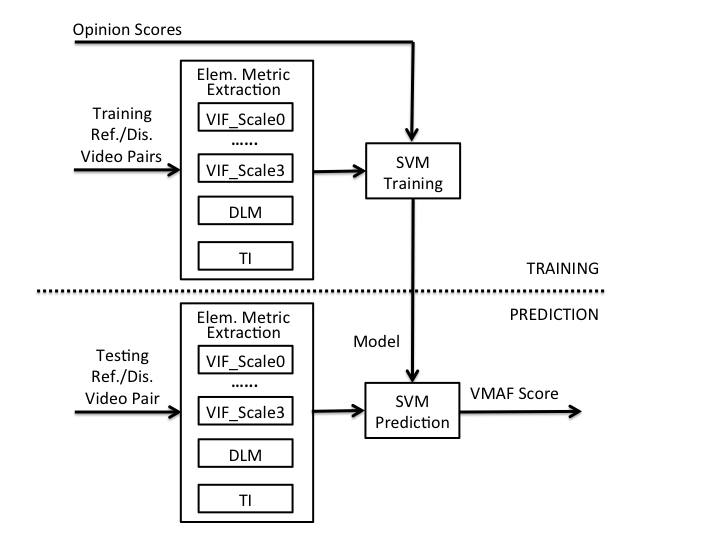 Opinion Scores
Elem. Metric
Extraction
VIF_Scale0
......
VIF_Scale3
DLM
TI
Training
Ref./Dis.
Video Pairs
SVM
Training
TRAINING
PREDICTION
Elem. Metric
Extraction
VIF_Scale0
......
VIF_Scale3
DLM
TI
Testing
Ref./Dis.
Video Pair
Model
SVM
Prediction
VMAF Score